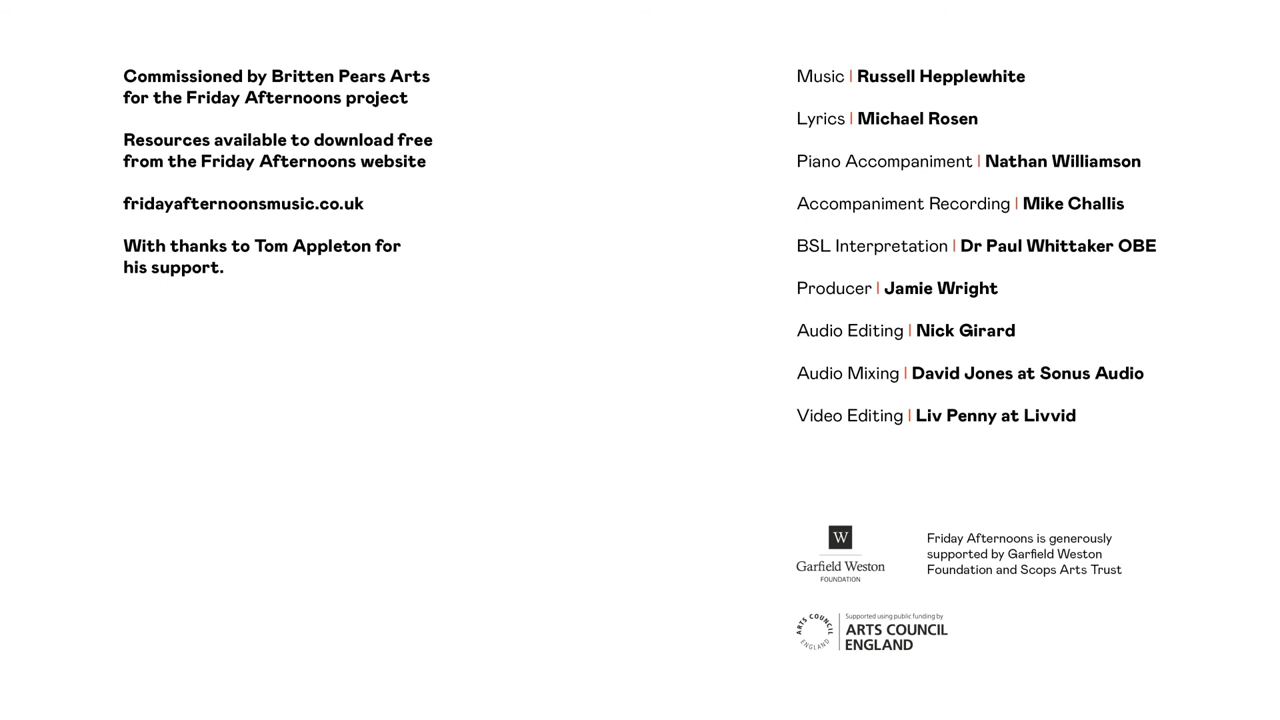 Commissioned by Britten Pears Arts
for the Friday Afternoons project
Resources available to download free
from the Friday Afternoons website
fridayafternoonsmusic.co.uk
With thanks to Tom Appleton for
his support.
Music | Russell Hepplewhite
Lyrics | Michael Rosen
Piano Accompaniment | Nathan Williamson
Accompaniment Recording | Mike Challis
BSL Interpretation | Dr Paul Whittaker OBE
Producer | Jamie Wright
Audio Editing | Nick Girard
Audio Mixing | David Jones at Sonus Audio
Video Editing | Liv Penny at Livvid
W
Garfield Weston
FOUNDATION
Friday Afternoons is generously
supported by Garfield Weston
Foundation and Scops Arts Trust
ARTS COUNCIL
ENGLAND
Supported using public funding by
ARTS COUNCIL
ENGLAND